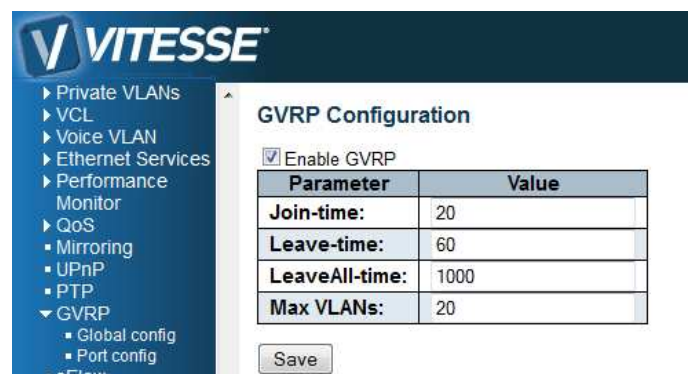 VITESSE
Private VLANs
VCL
Voice VLAN
Ethernet Services
Performance
Monitor
QoS
Mirroring
UPnP
PTP
GVRP
Global config
Port config
GVRP Configuration
Enable GVRP
Parameter Value
Join-time: 20
Leave-time: 60
LeaveAll-time: 1000
Max VLANs: 20
Save